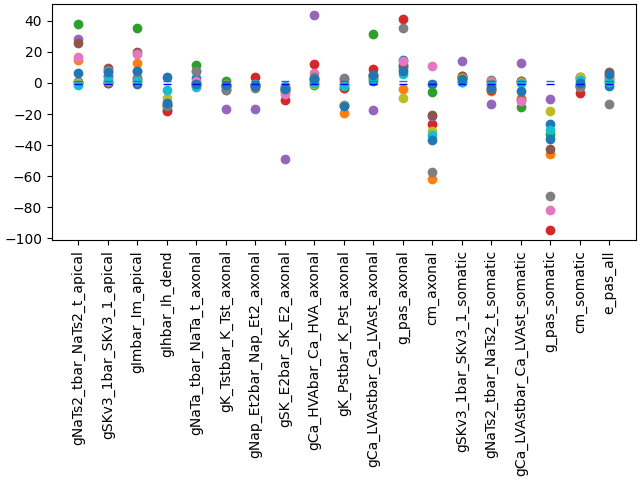 40
20
0
−20
−40
−60
−80
−100
gNaTs2_tbar_NaTs2_t_apical
gSKv3_1bar_SKv3_1_apical
gImbar_Im_apical
gIhbar_Ih_dend
gNaTa_tbar_NaTa_t_axonal
gK_Tstbar_K_Tst_axonal
gNap_Et2bar_Nap_Et2_axonal
gSK_E2bar_SK_E2_axonal
gCa_HVAbar_Ca_HVA_axonal
gK_Pstbar_K_Pst_axonal
gCa_LVAstbar_Ca_LVAst_axonal
g_pas_axonal
cm_axonal
gSKv3_1bar_SKv3_1_somatic
gNaTs2_tbar_NaTs2_t_somatic
gCa_LVAstbar_Ca_LVAst_somatic
g_pas_somatic
cm_somatic
e_pas_all